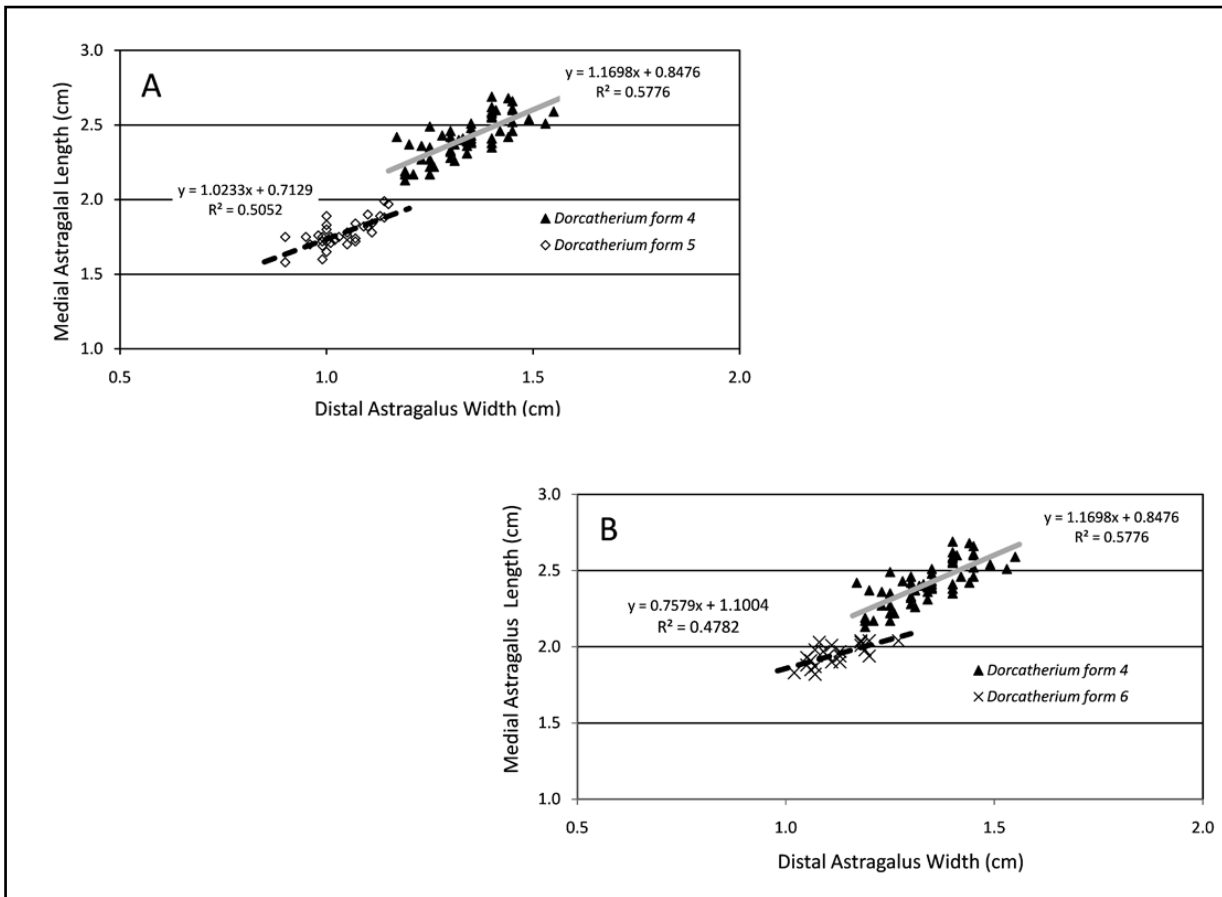 A
3.0
2.5
2.0
1.5
1.0
0.5
1.0
1.5
2.0
Medial Astragalal Length (cm)
Distal Astragalus Width (cm)
y = 1.1698x + 0.8476
R² = 0.5776
y = 1.0233x + 0.7129
R² = 0.5052
Dorcatherium form 4
Dorcatherium form 5
B
3.0
2.5
2.0
1.5
1.0
0.5
1.0
1.5
2.0
Medial Astragalus Length (cm)
Distal Astragalus Width (cm)
y = 1.1698x + 0.8476
R² = 0.5776
y = 0.7579x + 1.1004
R² = 0.4782
Dorcatherium form 4
Dorcatherium form 6